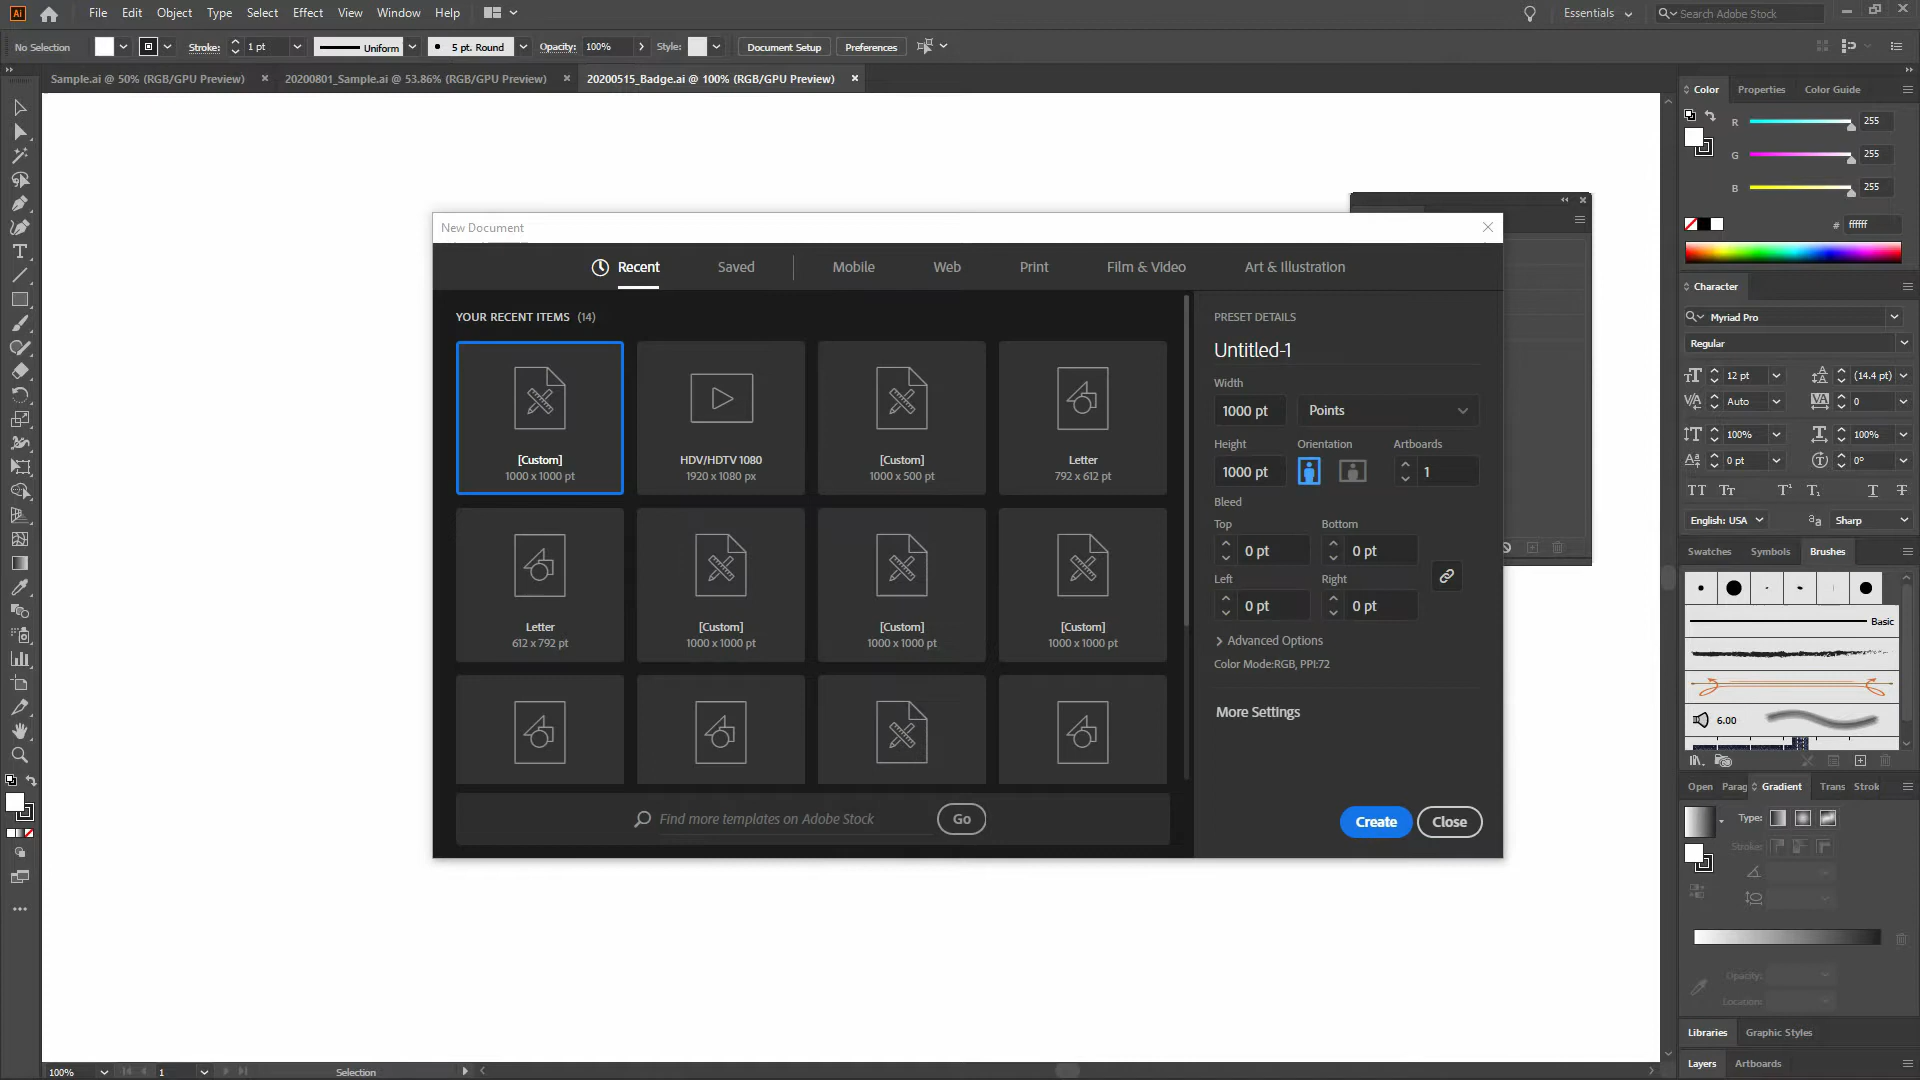 Ai File Edit Object Type Select Effect View Window Help Essentials Search Adobe Stock
No Selection Stroke: 1 pt Uniform 5 pt. Round Opacity: 100% Style: Document Setup Preferences
Sample.ai @ 50% (RGB/GPU Preview) × 20200801_Sample.ai @ 53.86% (RGB/GPU Preview) × 20200515_Badge.ai @ 100% (RGB/GPU Preview) ×
New Document
Recent Saved Mobile Web Print Film & Video Art & Illustration
YOUR RECENT ITEMS (14)
[Custom]
1000 x 1000 pt
HDV/HDTV 1080
1920 x 1080 px
[Custom]
1000 x 500 pt
Letter
792 x 612 pt
Letter
612 x 792 pt
[Custom]
1000 x 1000 pt
[Custom]
1000 x 1000 pt
[Custom]
1000 x 1000 pt
Find more templates on Adobe Stock Go
PRESET DETAILS
Untitled-1
Width
1000 pt Points
Height Orientation Artboards
1000 pt 1
Bleed
Top Bottom
0 pt 0 pt
Left Right
0 pt 0 pt
> Advanced Options
Color Mode:RGB, PPI:72
More Settings
Create Close
Color Properties Color Guide
R 255
G 255
B 255
# ffffff
Character
Myriad Pro
Regular
12 pt (14.4 pt)
Auto 0
100% 100%
0 pt 0°
English: USA Sharp
Swatches Symbols Brushes
Basic
6.00
Open Parag Gradient Trans Strok
Type:
Stroke:
Opacity:
Location:
Libraries Graphic Styles
Layers Artboards
100% 1 Selection